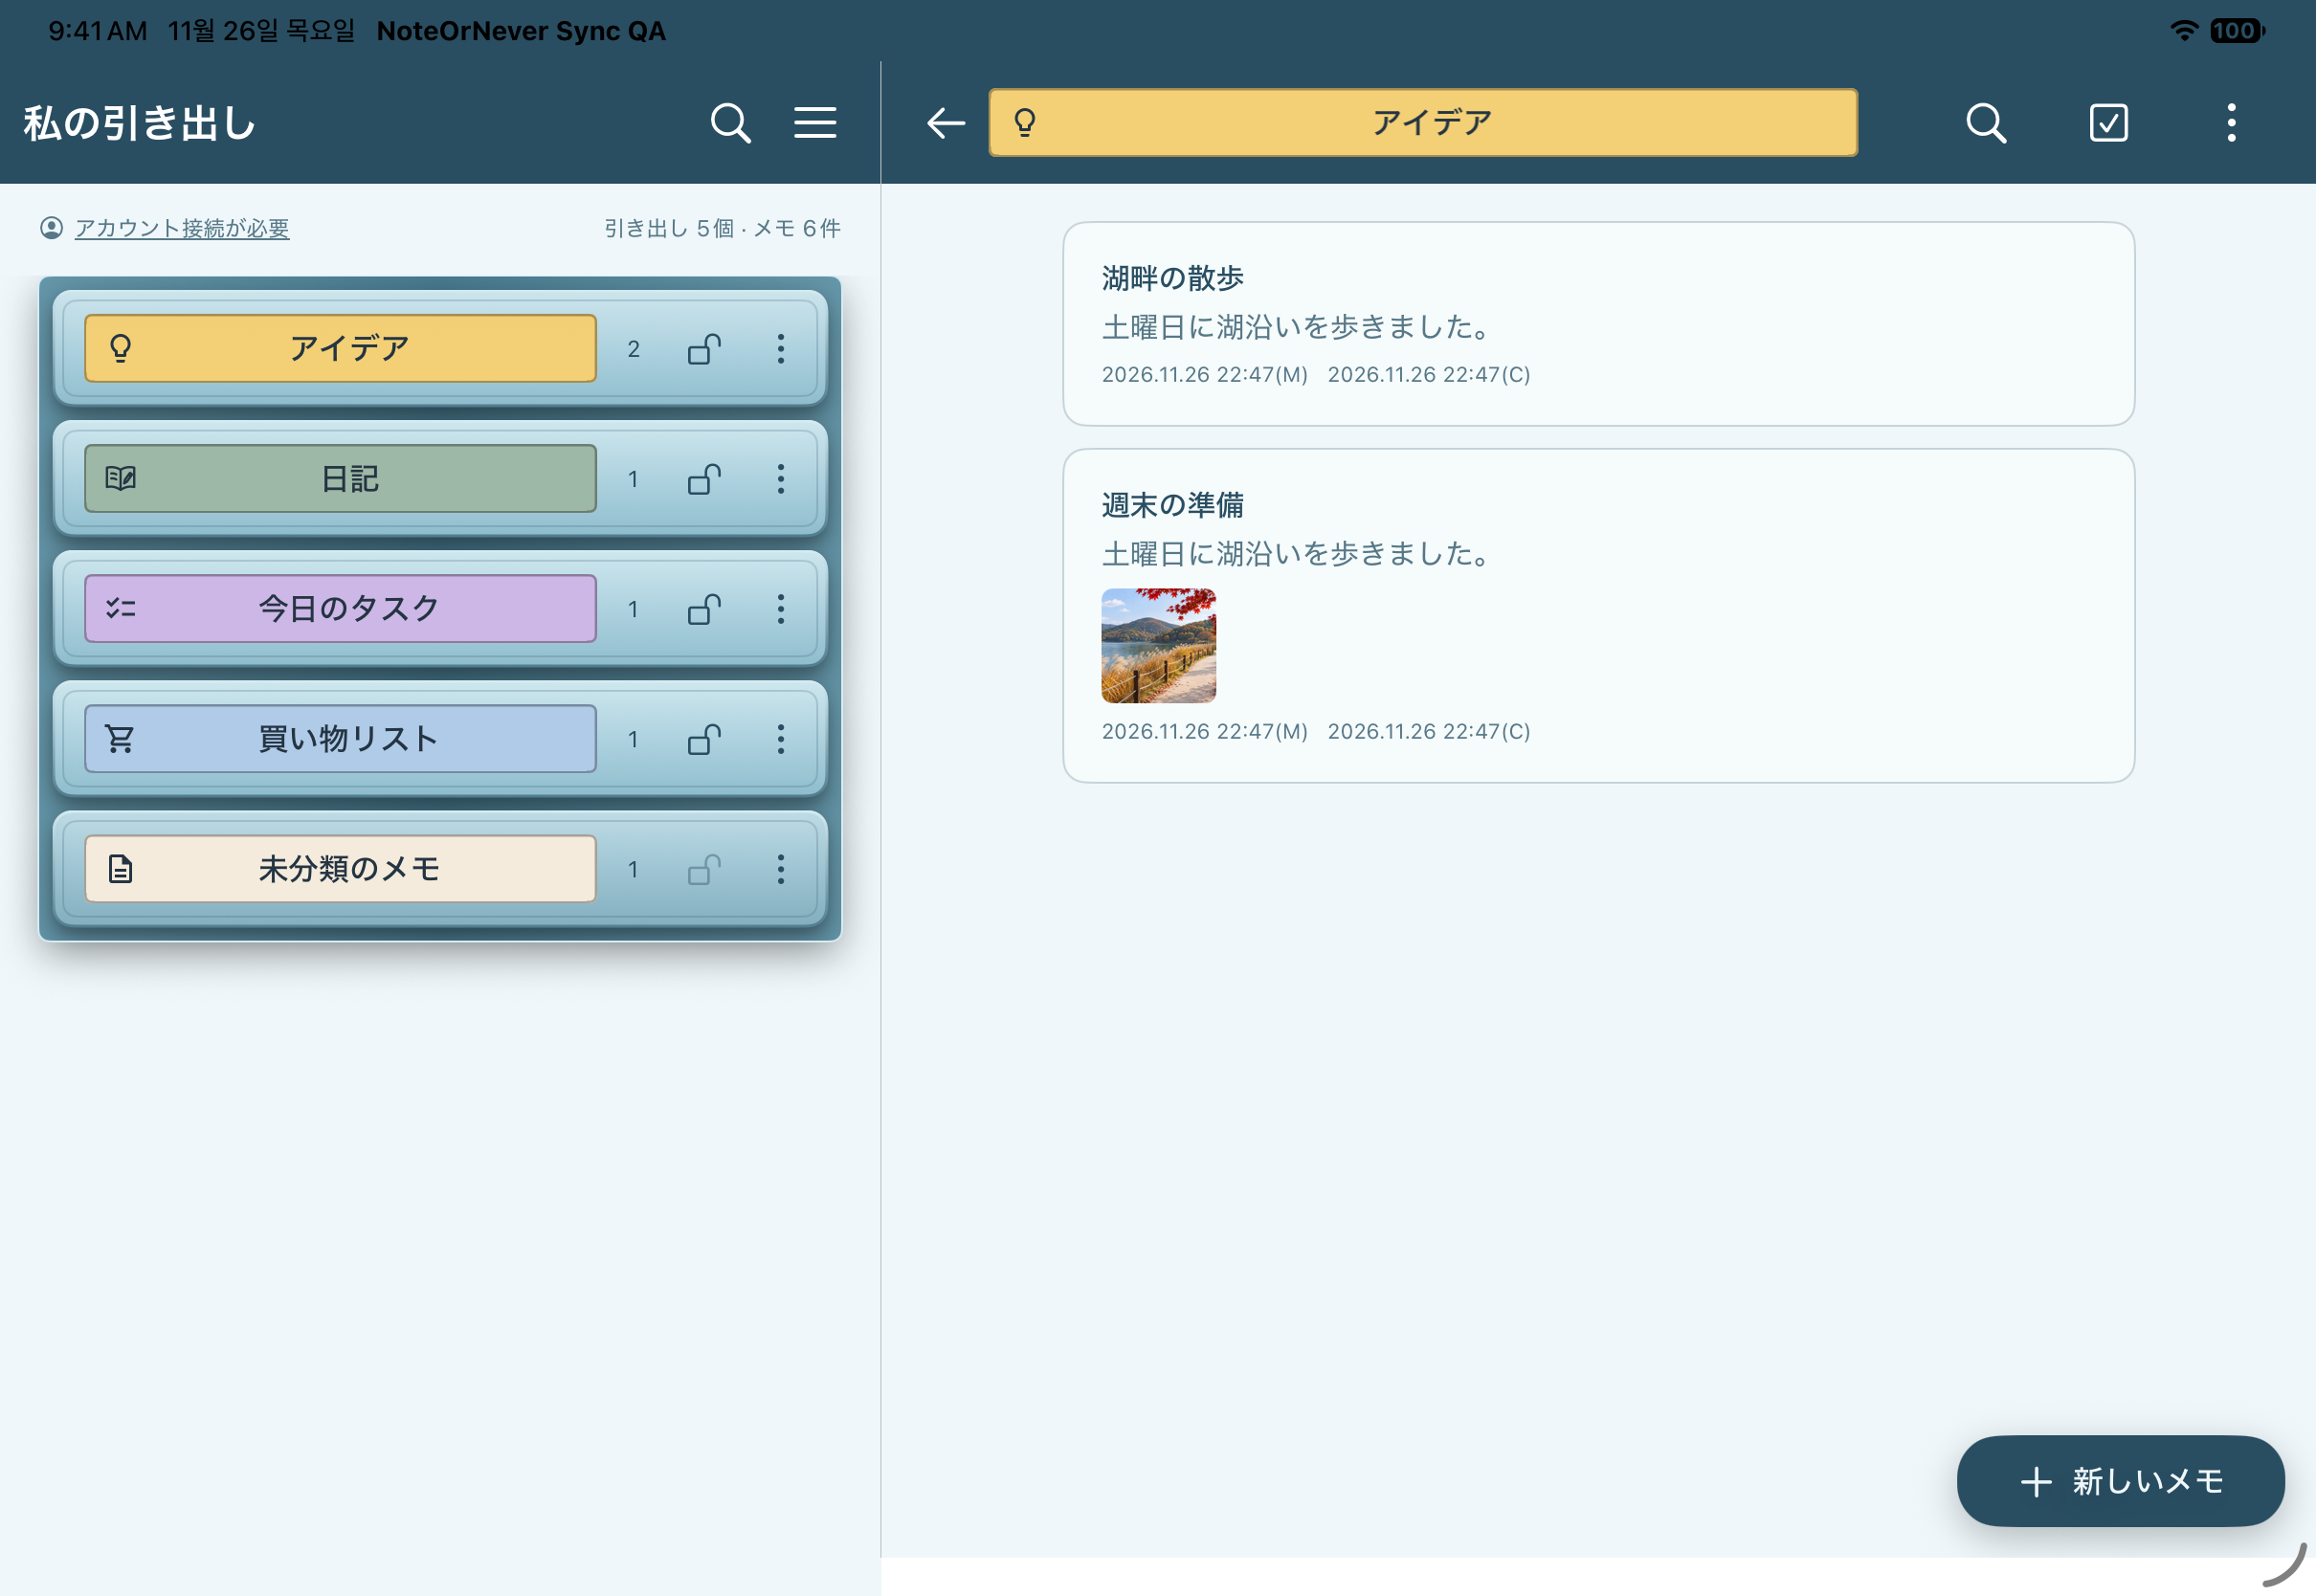 9:41 AM 11월 26일 목요일 NoteOrNever Sync QA
100
私の引き出し
アイデア
アカウント接続が必要
引き出し 5個 · メモ 6件
アイデア
2
日記
1
今日のタスク
1
買い物リスト
1
未分類のメモ
1
湖畔の散歩
土曜日に湖沿いを歩きました。
2026.11.26 22:47(M) 2026.11.26 22:47(C)
週末の準備
土曜日に湖沿いを歩きました。
2026.11.26 22:47(M) 2026.11.26 22:47(C)
新しいメモ